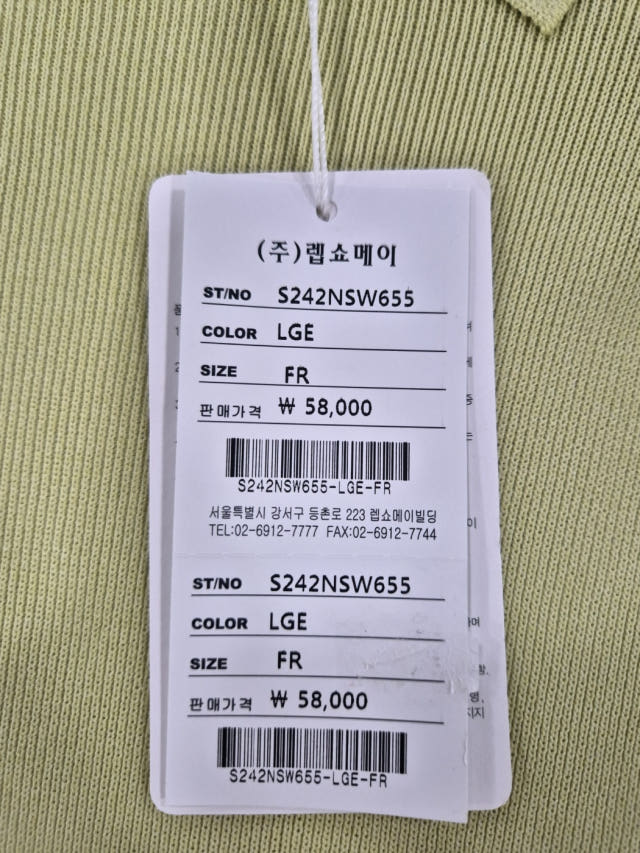 (주)렙쇼메이
ST/NO S242NSW655
COLOR LGE
SIZE FR
판매가격 ₩ 58,000
S242NSW655-LGE-FR
서울특별시 강서구 등촌로 223 렙쇼메이빌딩
TEL:02-6912-7777 FAX:02-6912-7744
ST/NO S242NSW655
COLOR LGE
SIZE FR
판매가격 ₩ 58,000
S242NSW655-LGE-FR